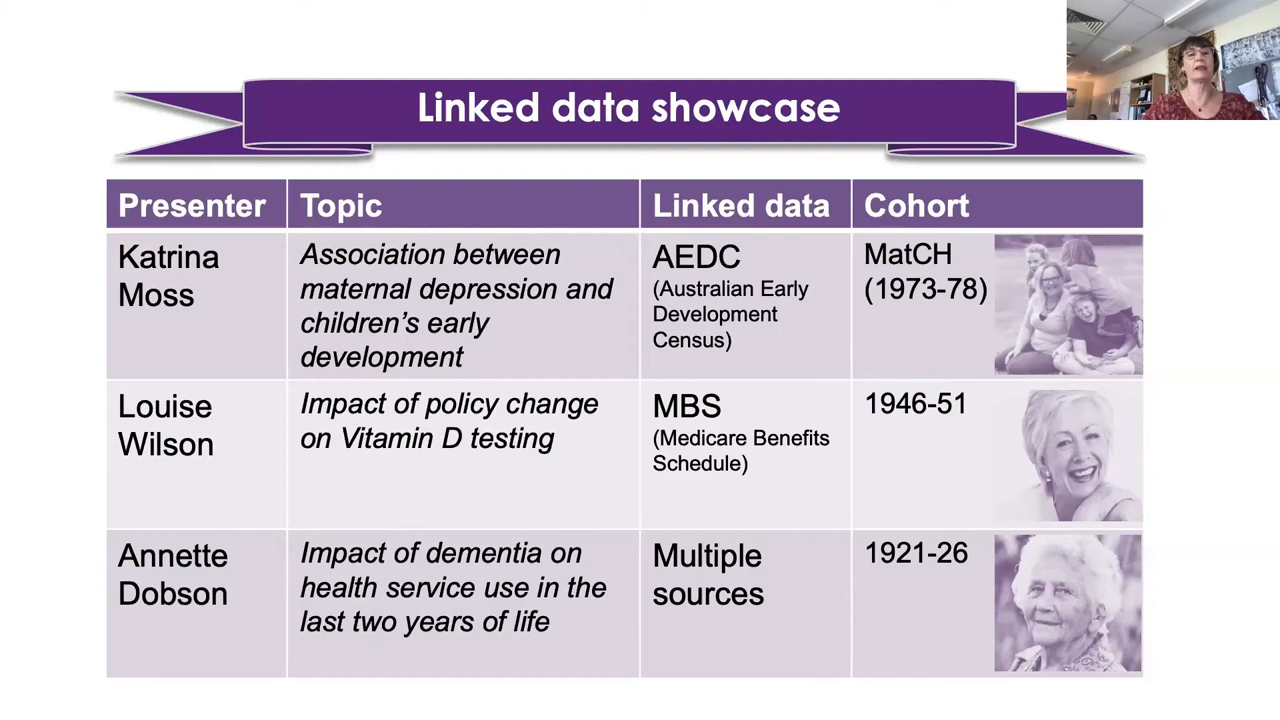 Linked data showcase
Presenter Topic Linked data Cohort
Katrina
Moss
Association between
maternal depression and
children’s early
development
AEDC
(Australian Early
Development
Census)
MatCH
(1973-78)
Louise
Wilson
Impact of policy change
on Vitamin D testing
MBS
(Medicare Benefits
Schedule)
1946-51
Annette
Dobson
Impact of dementia on
health service use in the
last two years of life
Multiple
sources
1921-26